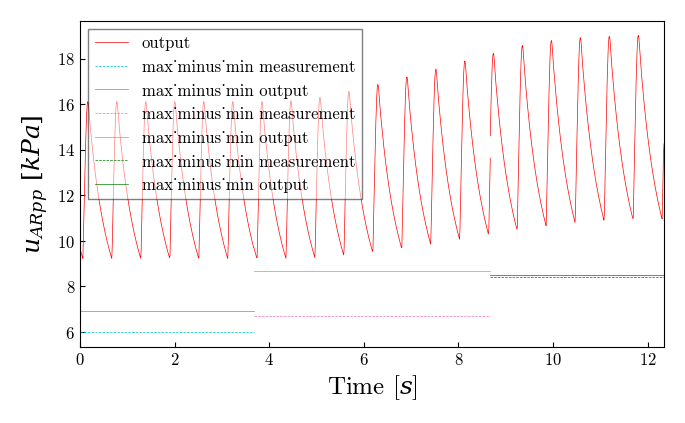 output
max˙minus˙min measurement
max˙minus˙min output
max˙minus˙min measurement
max˙minus˙min output
max˙minus˙min measurement
max˙minus˙min output
18
16
14
12
10
8
6
u_{ARpp} [kPa]
0 2 4 6 8 10 12
Time [s]